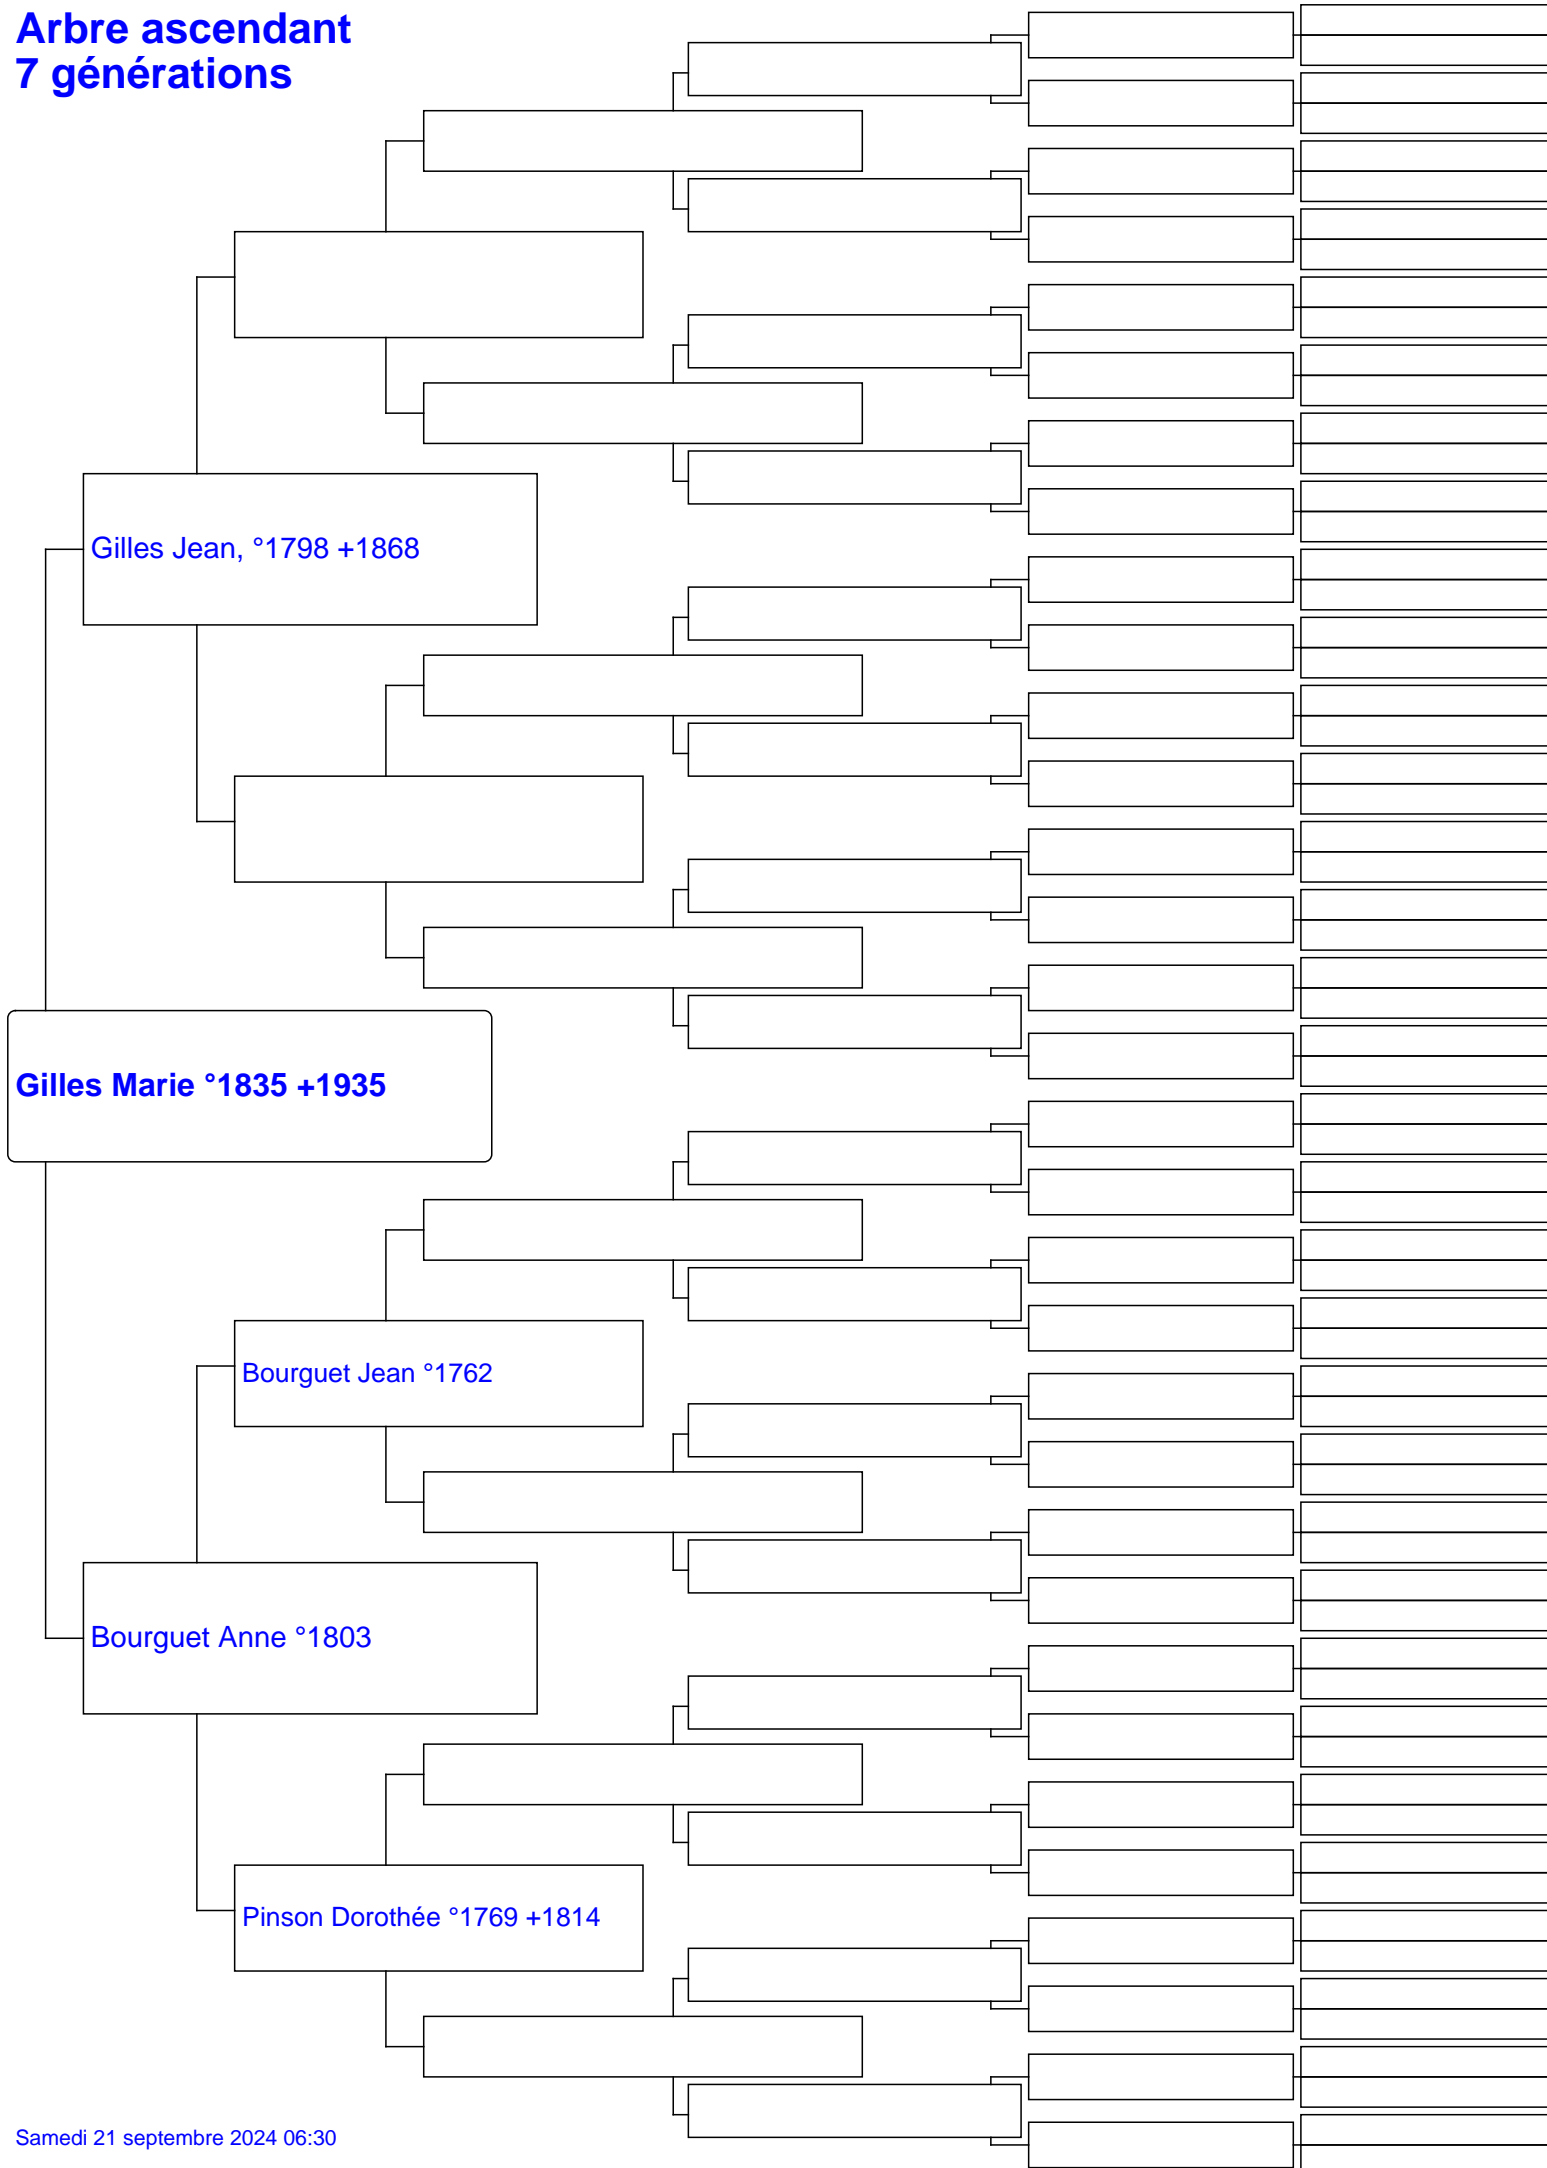 Arbre ascendant
7 générations
Gilles Jean, °1798 +1868
Gilles Marie °1835 +1935
Bourguet Jean °1762
Bourguet Anne °1803
Pinson Dorothée °1769 +1814
Samedi 21 septembre 2024 06:30